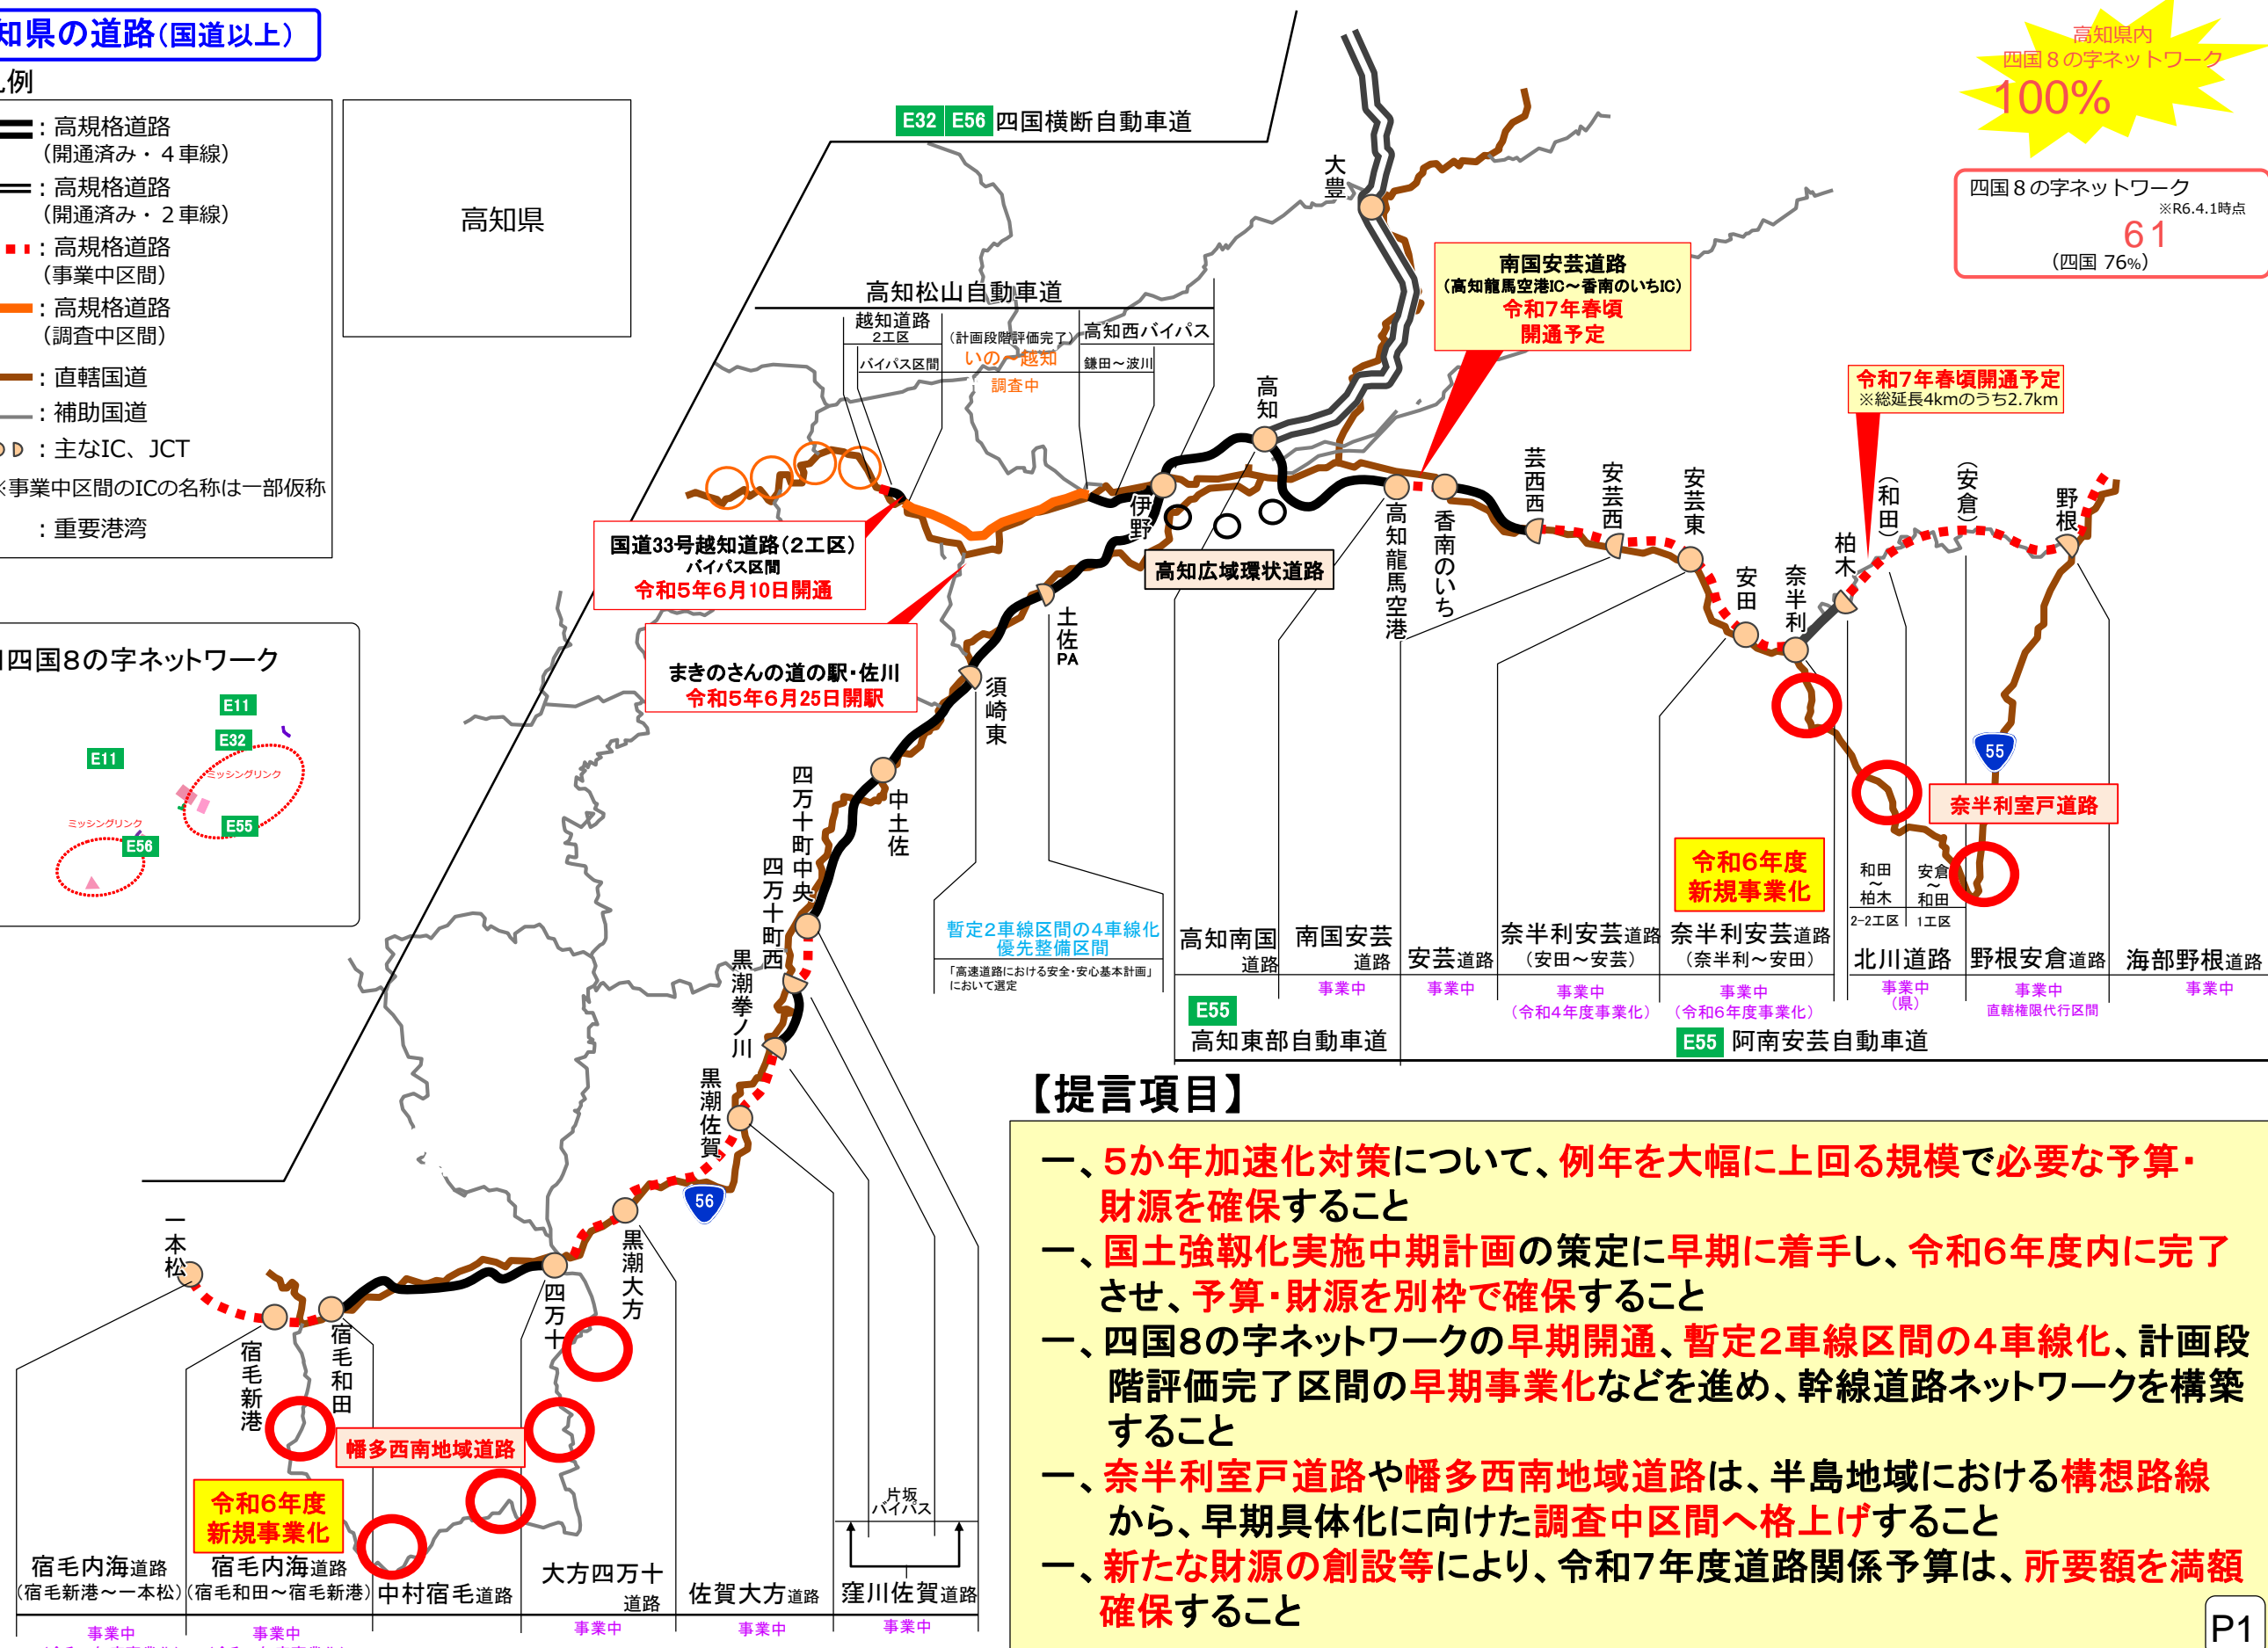 知県の道路(国道以上)
例
：高規格道路
(開通済み・４車線)
：高規格道路
(開通済み・２車線)
：高規格道路
(事業中区間)
：高規格道路
(調査中区間)
：直轄国道
：補助国道
：主なIC、JCT
※事業中区間のICの名称は一部仮称
：重要港湾
高知県
E32 E56 四国横断自動車道
高知県内
四国８の字ネットワーク
100%
四国８の字ネットワーク
※R6.4.1時点
61
(四国 76%)
大豊
南国安芸道路
(高知龍馬空港IC～香南のいちIC)
令和7年春頃
開通予定
高知松山自動車道
越知道路
2工区
バイパス区間
(計画段階評価完了)
いの～越知
調査中
高知西バイパス
鎌田～波川
令和7年春頃開通予定
※総延長4kmのうち2.7km
高知
伊野
高知龍馬空港
香南のいち
芸西西
安芸西
安芸東
安田
奈半利
柏木
(和田)
(安倉)
野根
国道33号越知道路(2工区)
バイパス区間
令和5年6月10日開通
高知広域環状道路
土佐PA
まきのさんの道の駅・佐川
令和5年6月25日開駅
須崎東
中土佐
四万十町中央
四万十町西
黒潮拳ノ川
黒潮佐賀
黒潮大方
四万十
宿毛和田
宿毛新港
一本松
四国8の字ネットワーク
E11
E32
E11
ミッシングリンク
ミッシングリンク
E55
E56
55
56
奈半利室戸道路
令和6年度
新規事業化
暫定2車線区間の4車線化
優先整備区間
「高速道路における安全・安心基本計画」
において選定
高知南国
道路
南国安芸
道路
事業中
安芸道路
事業中
奈半利安芸道路
(安田～安芸)
事業中
(令和4年度事業化)
奈半利安芸道路
(奈半利～安田)
事業中
(令和6年度事業化)
和田
～
柏木
2-2工区
安倉
～
和田
1工区
北川道路
事業中
(県)
野根安倉道路
事業中
直轄権限代行区間
海部野根道路
事業中
E55
高知東部自動車道
E55 阿南安芸自動車道
幡多西南地域道路
令和6年度
新規事業化
宿毛内海道路
(宿毛新港～一本松)
事業中
宿毛内海道路
(宿毛和田～宿毛新港)
事業中
中村宿毛道路
大方四万十
道路
事業中
佐賀大方道路
事業中
片坂
バイパス
窪川佐賀道路
事業中
【提言項目】
一、５か年加速化対策について、例年を大幅に上回る規模で必要な予算・
財源を確保すること
一、国土強靱化実施中期計画の策定に早期に着手し、令和６年度内に完了
させ、予算・財源を別枠で確保すること
一、四国８の字ネットワークの早期開通、暫定２車線区間の４車線化、計画段
階評価完了区間の早期事業化などを進め、幹線道路ネットワークを構築
すること
一、奈半利室戸道路や幡多西南地域道路は、半島地域における構想路線
から、早期具体化に向けた調査中区間へ格上げすること
一、新たな財源の創設等により、令和７年度道路関係予算は、所要額を満額
確保すること
P1